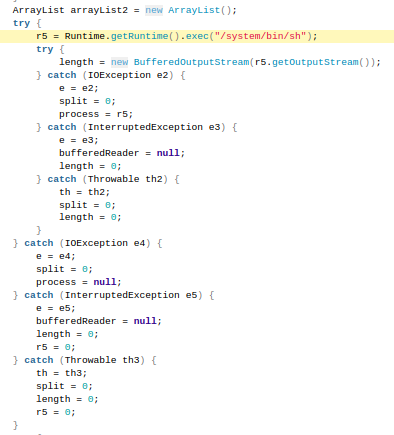 ArrayList arrayList2 = new ArrayList();
try {
r5 = Runtime.getRuntime().exec("/system/bin/sh");
try {
length = new BufferedOutputStream(r5.getOutputStream());
} catch (IOException e2) {
e = e2;
split = 0;
process = r5;
} catch (InterruptedException e3) {
e = e3;
bufferedReader = null;
length = 0;
} catch (Throwable th2) {
th = th2;
split = 0;
length = 0;
}
} catch (IOException e4) {
e = e4;
split = 0;
process = null;
} catch (InterruptedException e5) {
e = e5;
bufferedReader = null;
length = 0;
r5 = 0;
} catch (Throwable th3) {
th = th3;
split = 0;
length = 0;
r5 = 0;
}